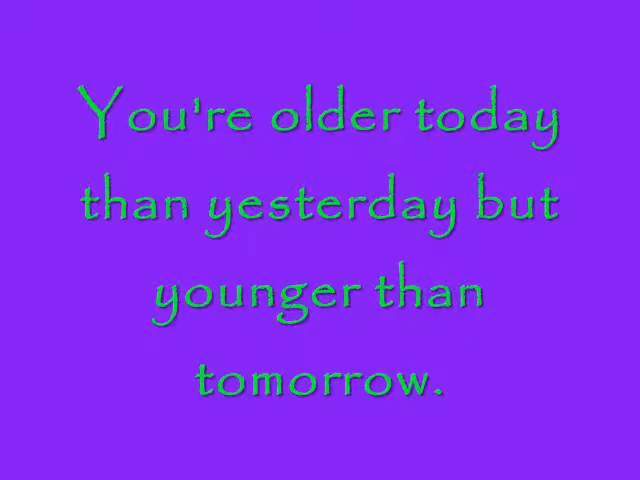 You're older today
than yesterday but
younger than
tomorrow.